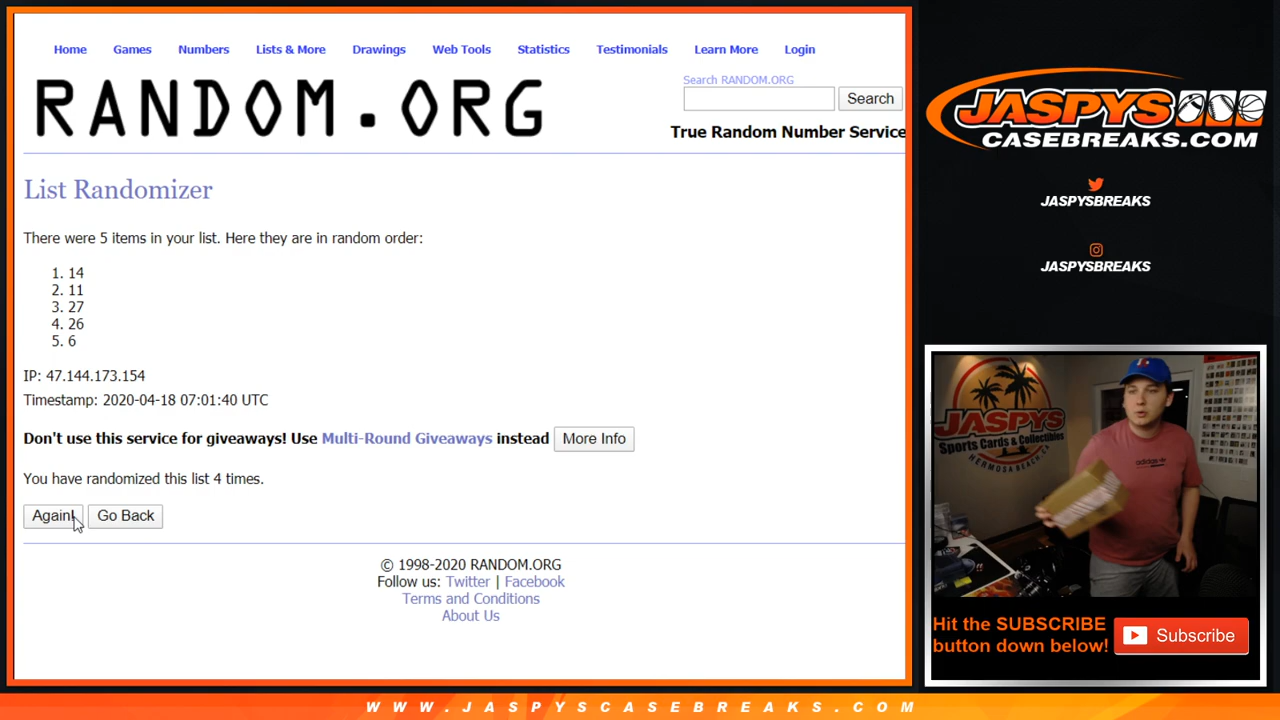 Home Games Numbers Lists & More Drawings Web Tools Statistics Testimonials Learn More Login
RANDOM.ORG
Search RANDOM.ORG
Search
True Random Number Service
List Randomizer
There were 5 items in your list. Here they are in random order:
1. 14
2. 11
3. 27
4. 26
5. 6
IP: 47.144.173.154
Timestamp: 2020-04-18 07:01:40 UTC
Don't use this service for giveaways! Use Multi-Round Giveaways instead More Info
You have randomized this list 4 times.
Again! Go Back
© 1998-2020 RANDOM.ORG
Follow us: Twitter | Facebook
Terms and Conditions
About Us
JASPYS
CASEBREAKS.COM
JASPYSBREAKS
JASPYSBREAKS
JASPYS
Sports Cards & Collectibles
HERMOSA BEACH, CA
adidas
Hit the SUBSCRIBE
button down below!
Subscribe
WWW.JASPYSCASEBREAKS.COM